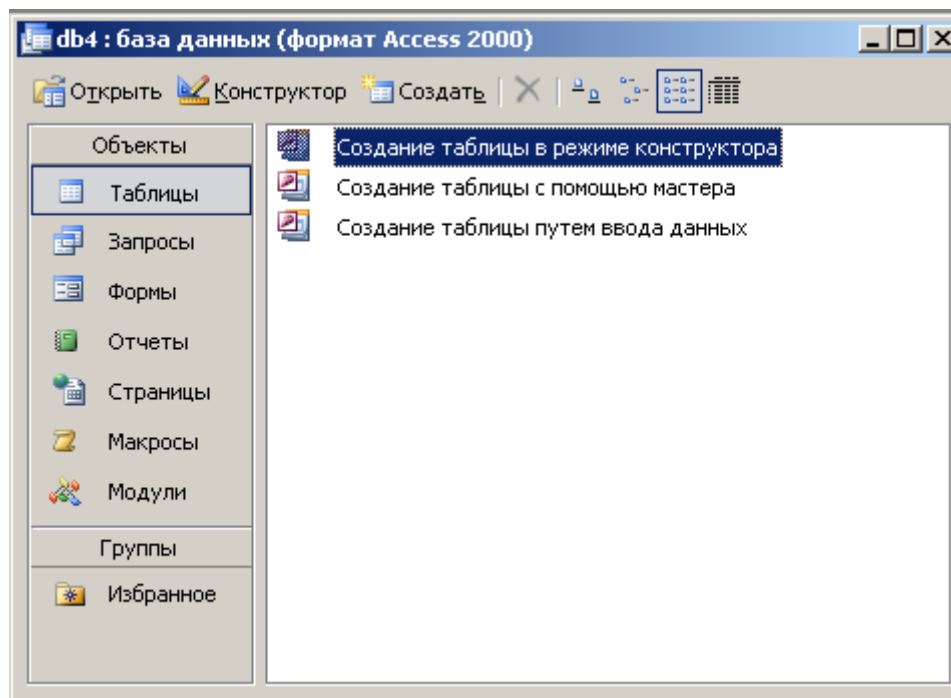 db4 : база данных (формат Access 2000)
Открыть Конструктор Создать
Объекты
Таблицы
Запросы
Формы
Отчеты
Страницы
Макросы
Модули
Группы
Избранное
Создание таблицы в режиме конструктора
Создание таблицы с помощью мастера
Создание таблицы путем ввода данных